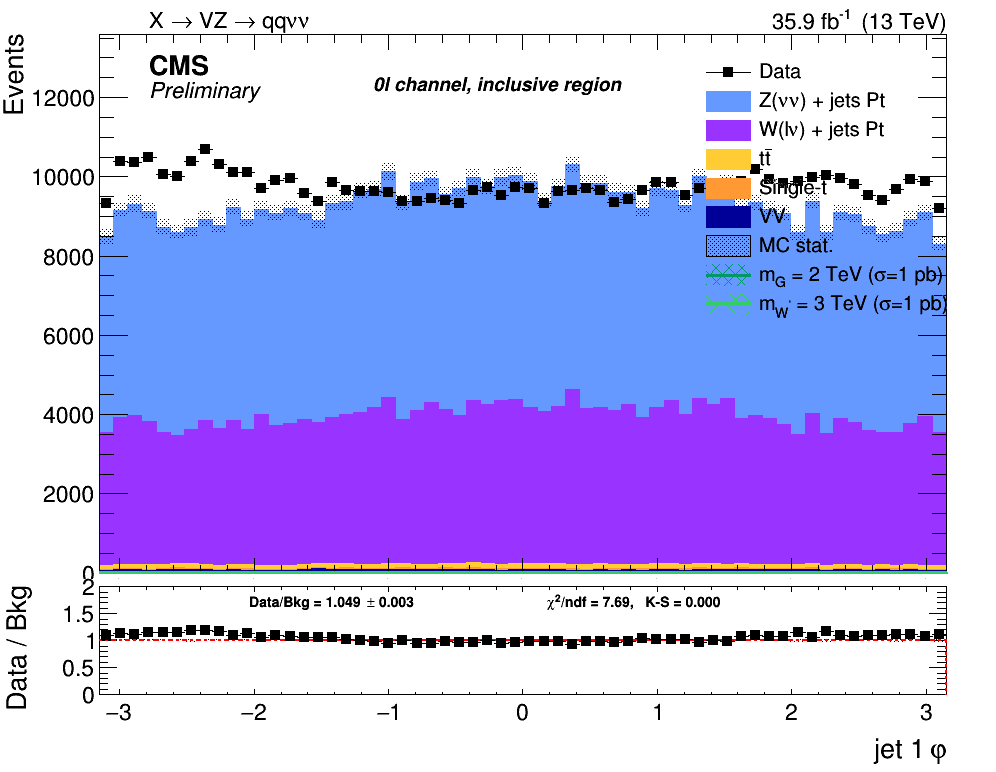 X → VZ → qqνν
35.9 fb⁻¹ (13 TeV)
Events
CMS
Preliminary
0l channel, inclusive region
Data
Z(νν) + jets Pt
W(lν) + jets Pt
tt̄
Single-t
VV
MC stat.
m_G = 2 TeV (σ=1 pb)
m_W' = 3 TeV (σ=1 pb)
12000
10000
8000
6000
4000
2000
0
Data / Bkg
2
1.5
1
0.5
0
Data/Bkg = 1.049 ± 0.003
χ²/ndf = 7.69, K-S = 0.000
−3 −2 −1 0 1 2 3
jet 1 φ